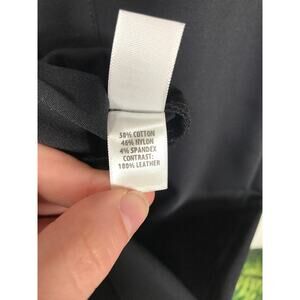 50% COTTON
46% NYLON
4% SPANDEX
CONTRAST:
100% LEATHER